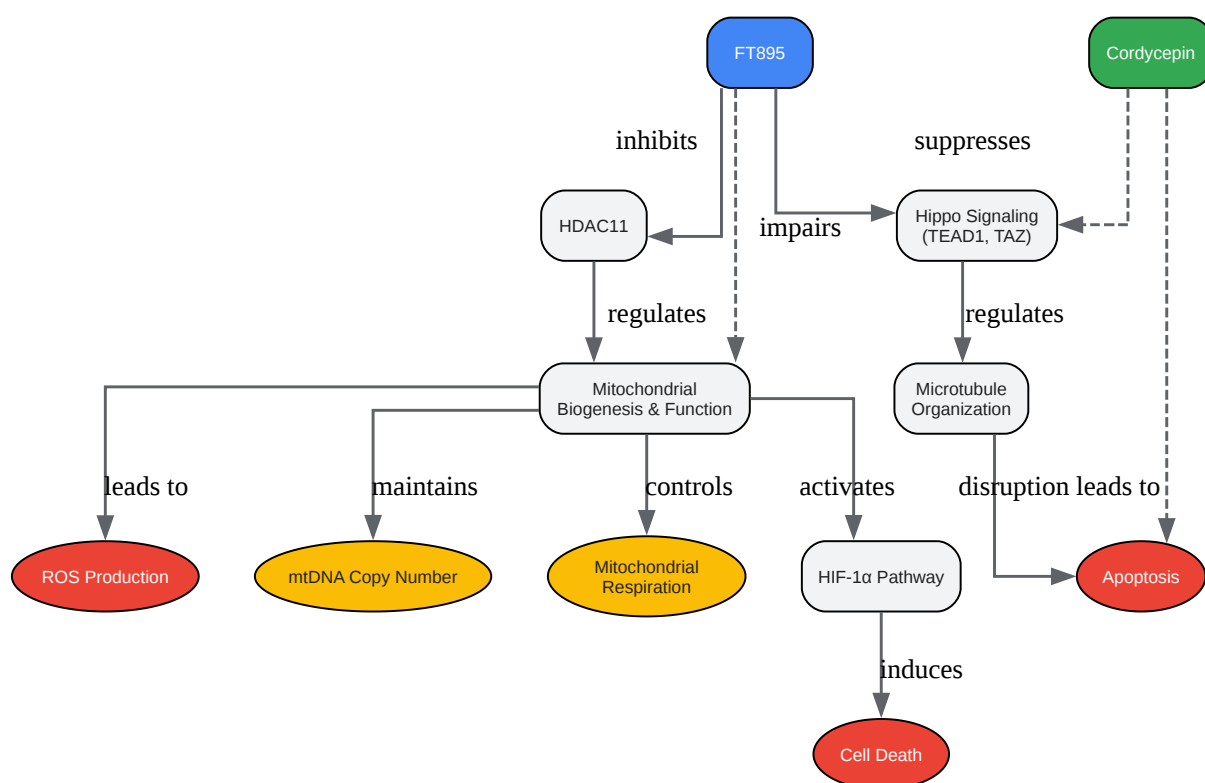 FT895
Cordycepin
inhibits
suppresses
HDAC11
impairs
Hippo Signaling
(TEAD1, TAZ)
regulates
regulates
Mitochondrial
Biogenesis & Function
Microtubule
Organization
leads to
maintains
controls
activates
disruption leads to
ROS Production
mtDNA Copy Number
Mitochondrial
Respiration
HIF-1α Pathway
Apoptosis
induces
Cell Death